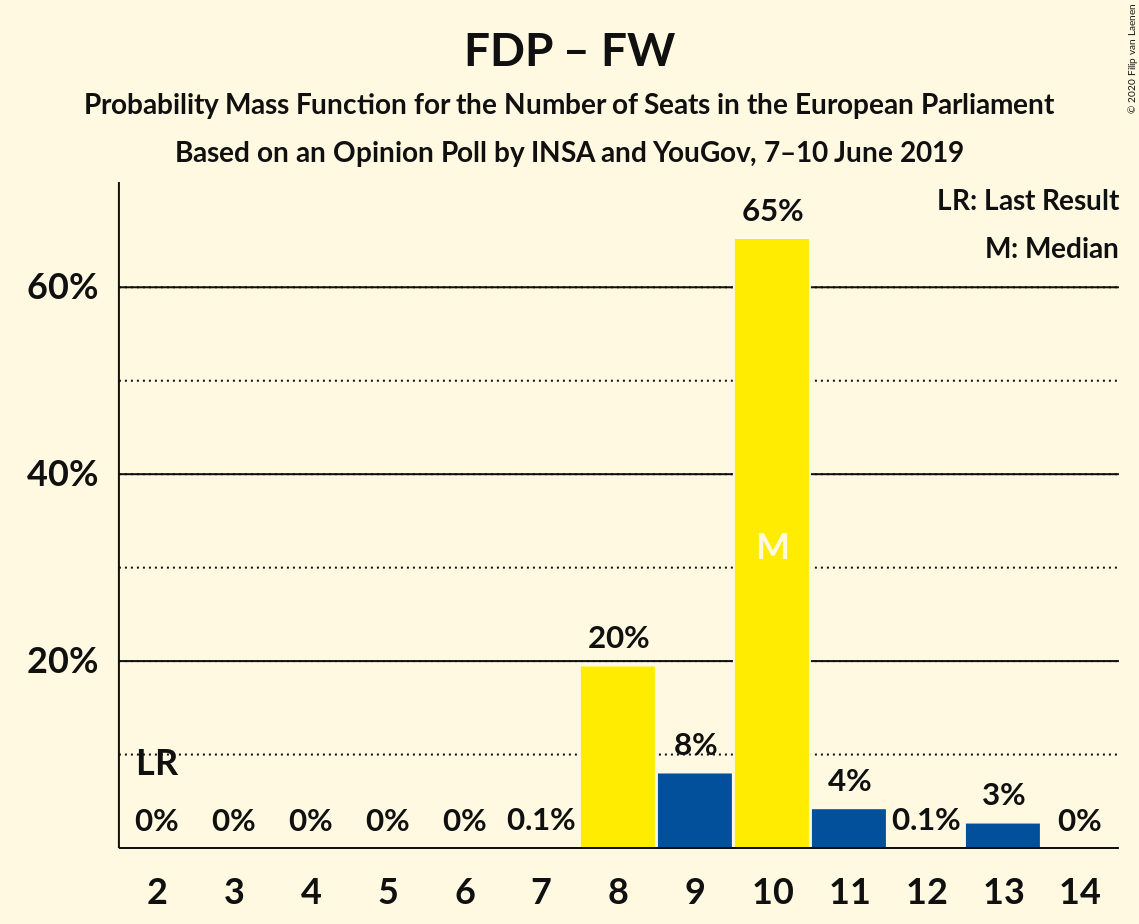 FDP – FW
Probability Mass Function for the Number of Seats in the European Parliament
Based on an Opinion Poll by INSA and YouGov, 7–10 June 2019
© 2020 Filip van Laenen
LR: Last Result
M: Median
65%
60%
40%
M
20%
20%
8%
LR
4%
3%
0% 0% 0% 0% 0% 0.1% 0.1% 0%
2 3 4 5 6 7 8 9 10 11 12 13 14